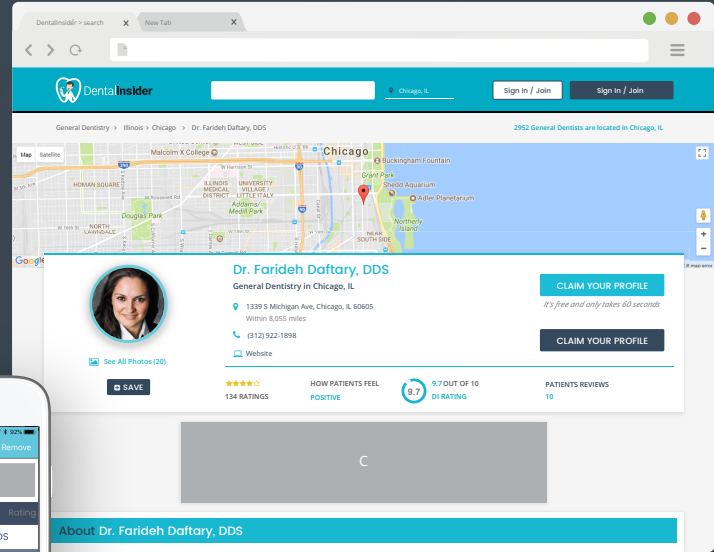 DentalInsider > search X
New Tab X
DentalInsider
Chicago, IL
Sign In / Join
Sign In / Join
General Dentistry > Illinois > Chicago > Dr. Farideh Daftary, DDS
2952 General Dentists are located in Chicago, IL
Map Satellite
Malcolm X College
Chicago
Buckingham Fountain
Grant Park
HOMAN SQUARE
ILLINOIS MEDICAL DISTRICT
UNIVERSITY VILLAGE / LITTLE ITALY
Shedd Aquarium
Adler Planetarium
W Roosevelt Rd
Addams/ Medill Park
Douglas Park
NORTH LAWNDALE
Northerly Island
NEAR SOUTH SIDE
Google
map error
Dr. Farideh Daftary, DDS
General Dentistry in Chicago, IL
1339 S Michigan Ave, Chicago, IL 60605
Within 8,055 miles
(312) 922-1898
Website
CLAIM YOUR PROFILE
It's free and only takes 60 seconds
CLAIM YOUR PROFILE
See All Photos (20)
SAVE
134 RATINGS
HOW PATIENTS FEEL
POSITIVE
9.7
9.7 OUT OF 10
DI RATING
PATIENTS REVIEWS
10
C
92%
Remove
Rating
DS
About Dr. Farideh Daftary, DDS